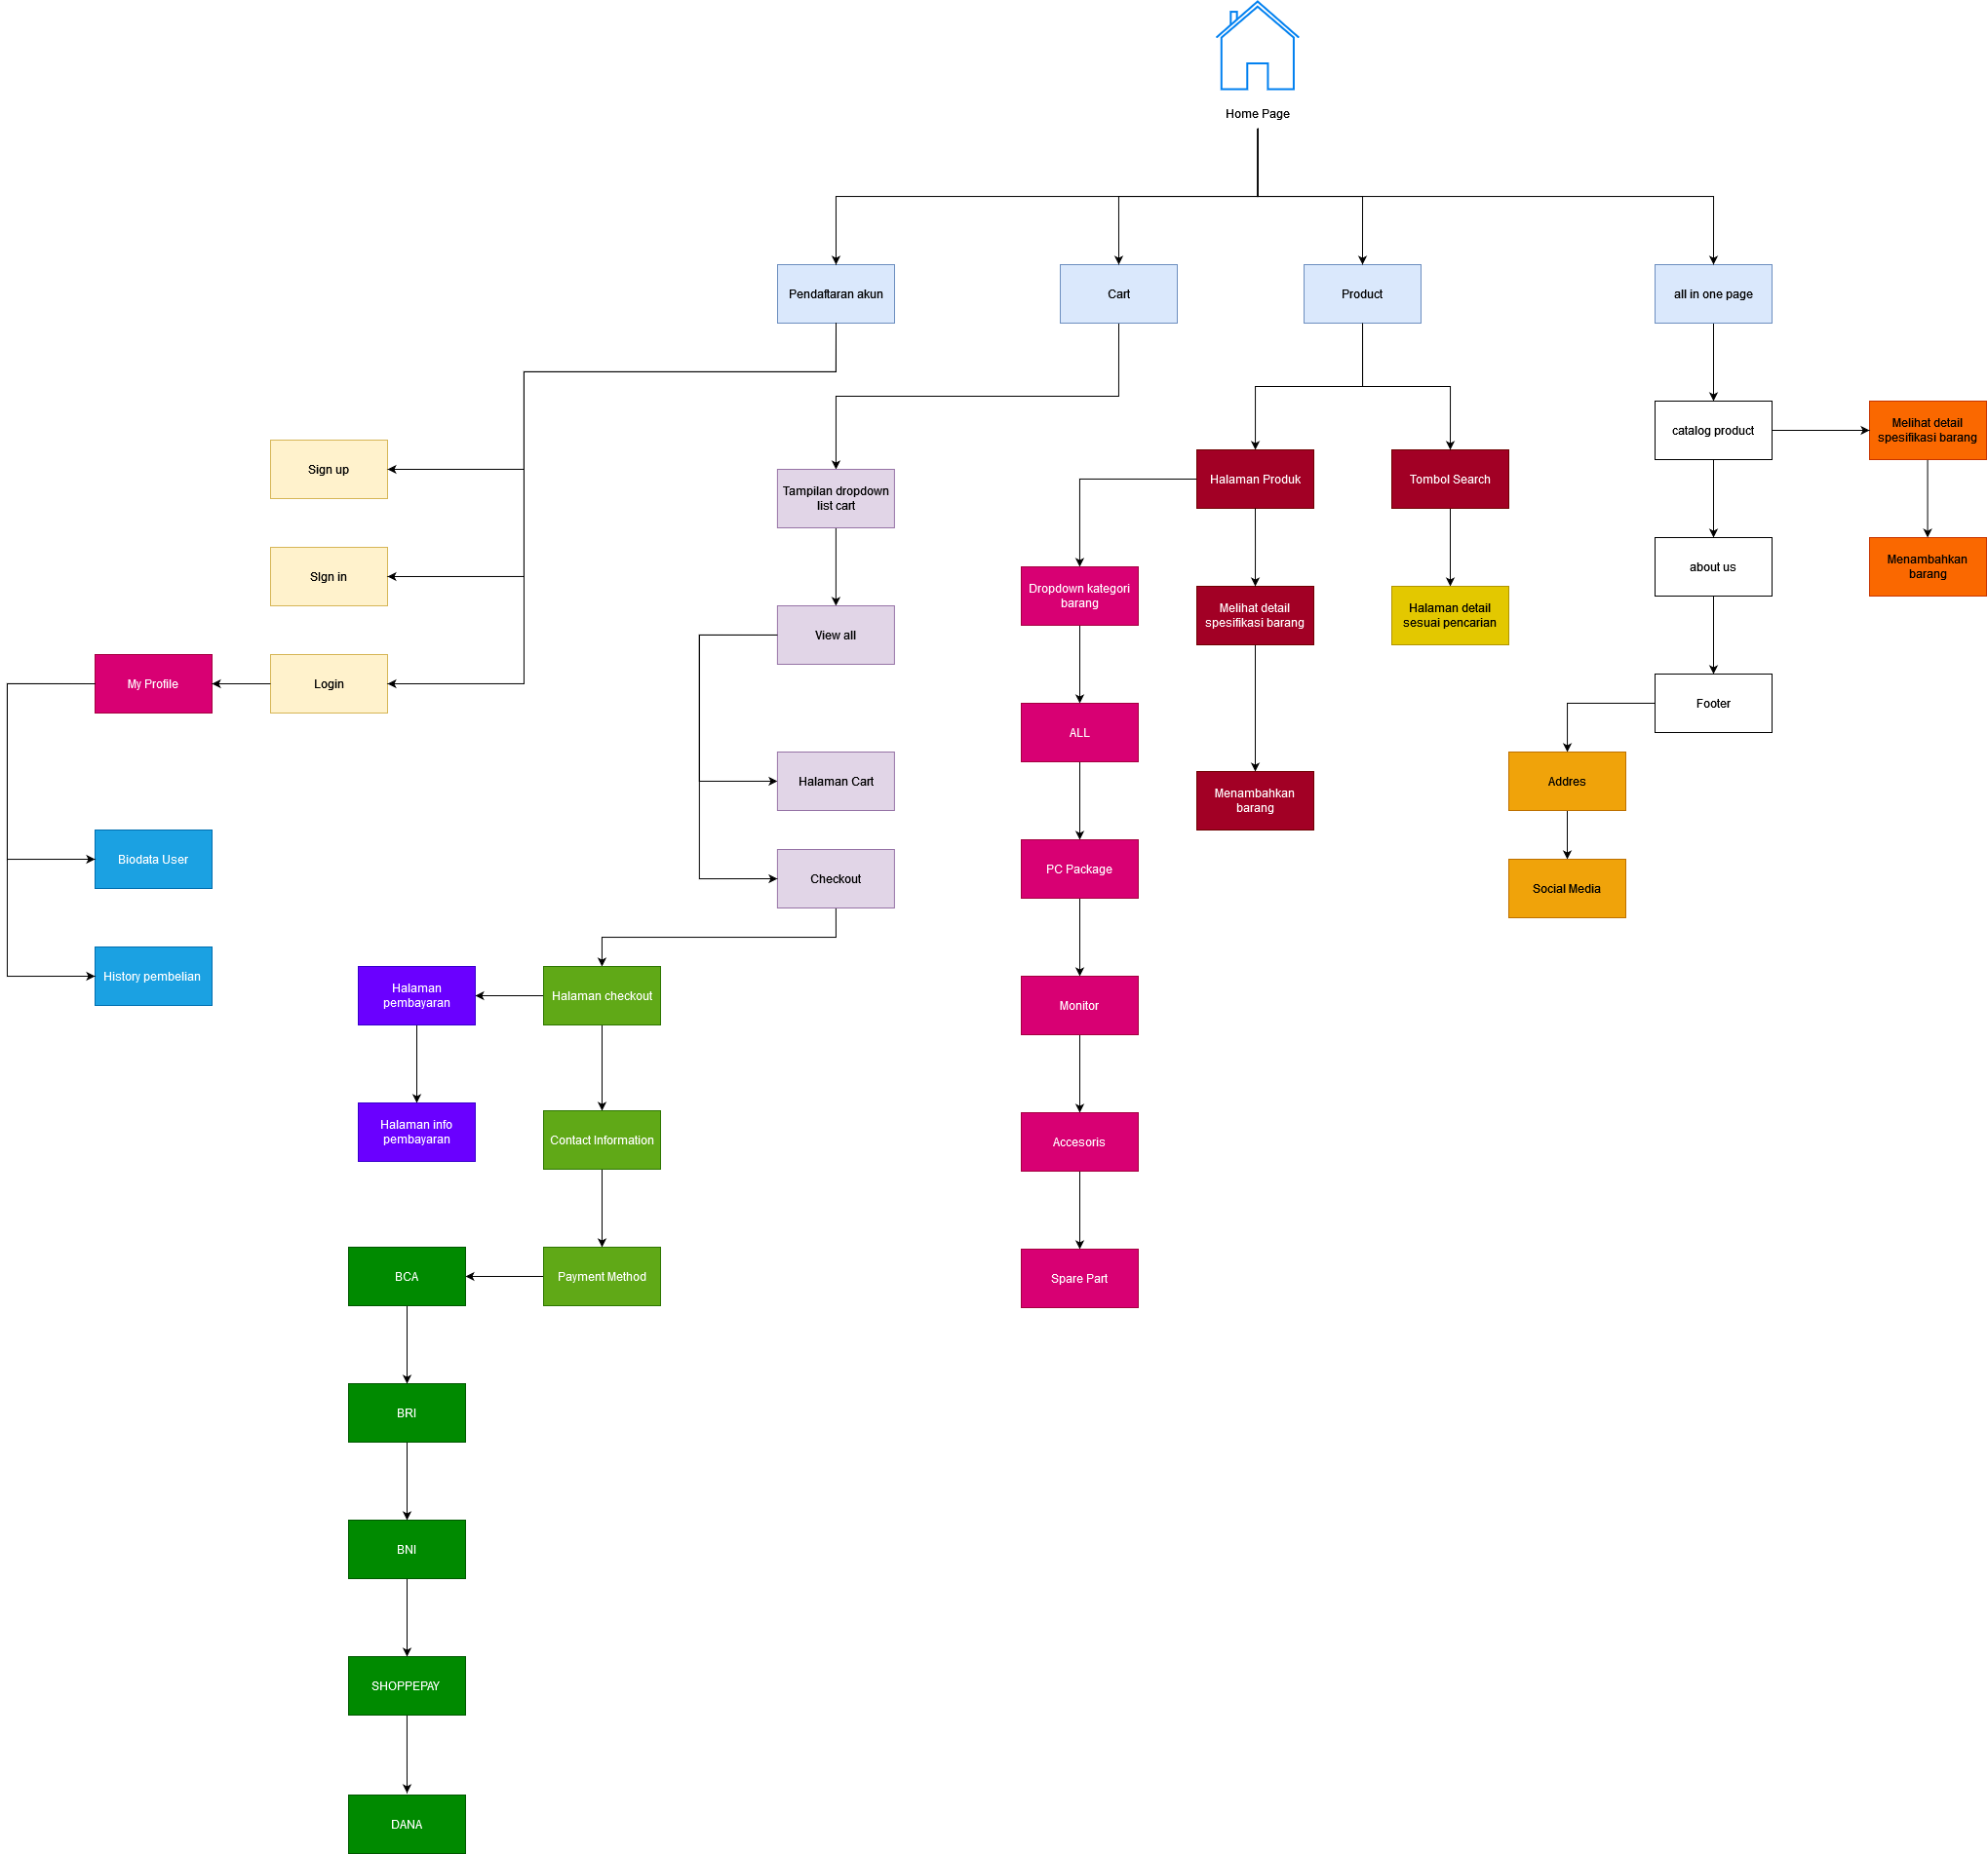 Home Page
Pendaftaran akun
Cart
Product
all in one page
Sign up
SIgn in
Login
My Profile
Biodata User
History pembelian
Tampilan dropdown
list cart
View all
Halaman Cart
Checkout
Halaman checkout
Halaman
pembayaran
Halaman info
pembayaran
Contact Information
Payment Method
BCA
BRI
BNI
SHOPPEPAY
DANA
Halaman Produk
Tombol Search
Dropdown kategori
barang
Melihat detail
spesifikasi barang
Halaman detail
sesuai pencarian
ALL
Menambahkan
barang
PC Package
Monitor
Accesoris
Spare Part
catalog product
Melihat detail
spesifikasi barang
about us
Menambahkan
barang
Footer
Addres
Social Media